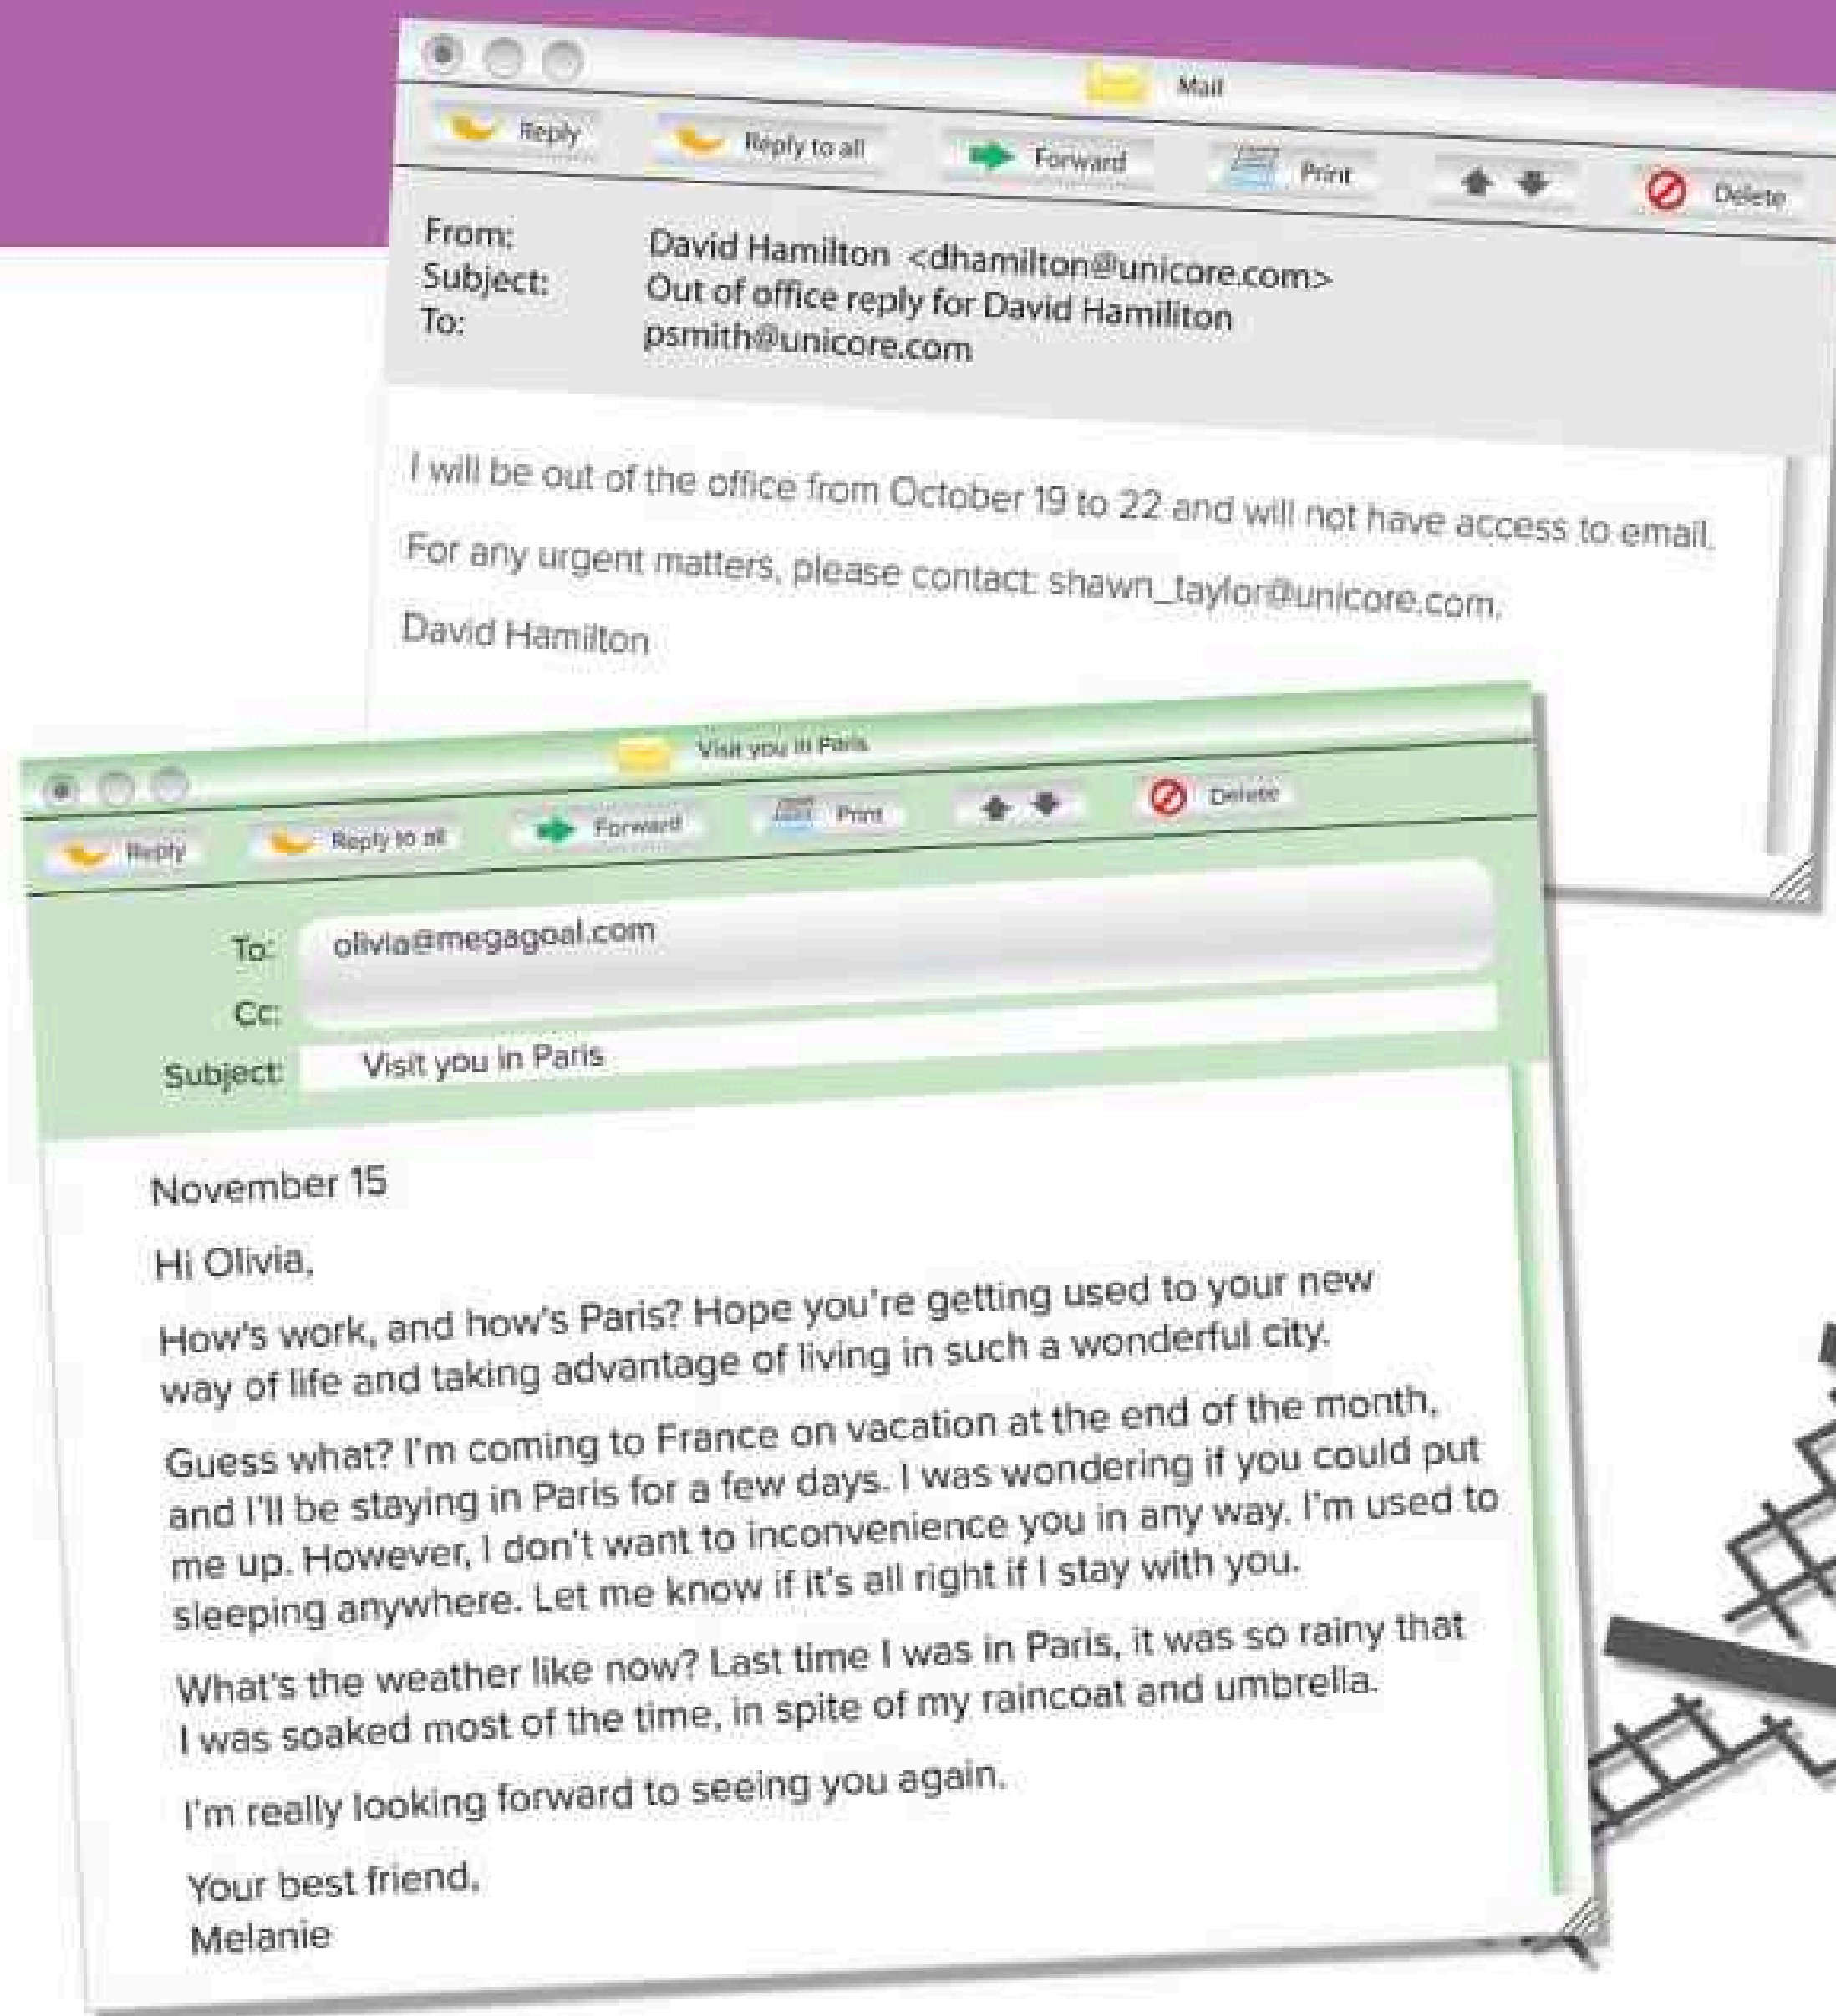 Mail
Reply Reply to all Forward Print Delete
From: David Hamilton <dhamilton@unicore.com>
Subject: Out of office reply for David Hamiliton
To: psmith@unicore.com
I will be out of the office from October 19 to 22 and will not have access to email.
For any urgent matters, please contact: shawn_taylor@unicore.com.
David Hamilton
Visit you in Paris
Reply Reply to all Forward Print Delete
To: olivia@megagoal.com
Cc:
Subject: Visit you in Paris
November 15
Hi Olivia,
How's work, and how's Paris? Hope you're getting used to your new
way of life and taking advantage of living in such a wonderful city.
Guess what? I'm coming to France on vacation at the end of the month,
and I'll be staying in Paris for a few days. I was wondering if you could put
me up. However, I don't want to inconvenience you in any way. I'm used to
sleeping anywhere. Let me know if it's all right if I stay with you.
What's the weather like now? Last time I was in Paris, it was so rainy that
I was soaked most of the time, in spite of my raincoat and umbrella.
I'm really looking forward to seeing you again.
Your best friend,
Melanie